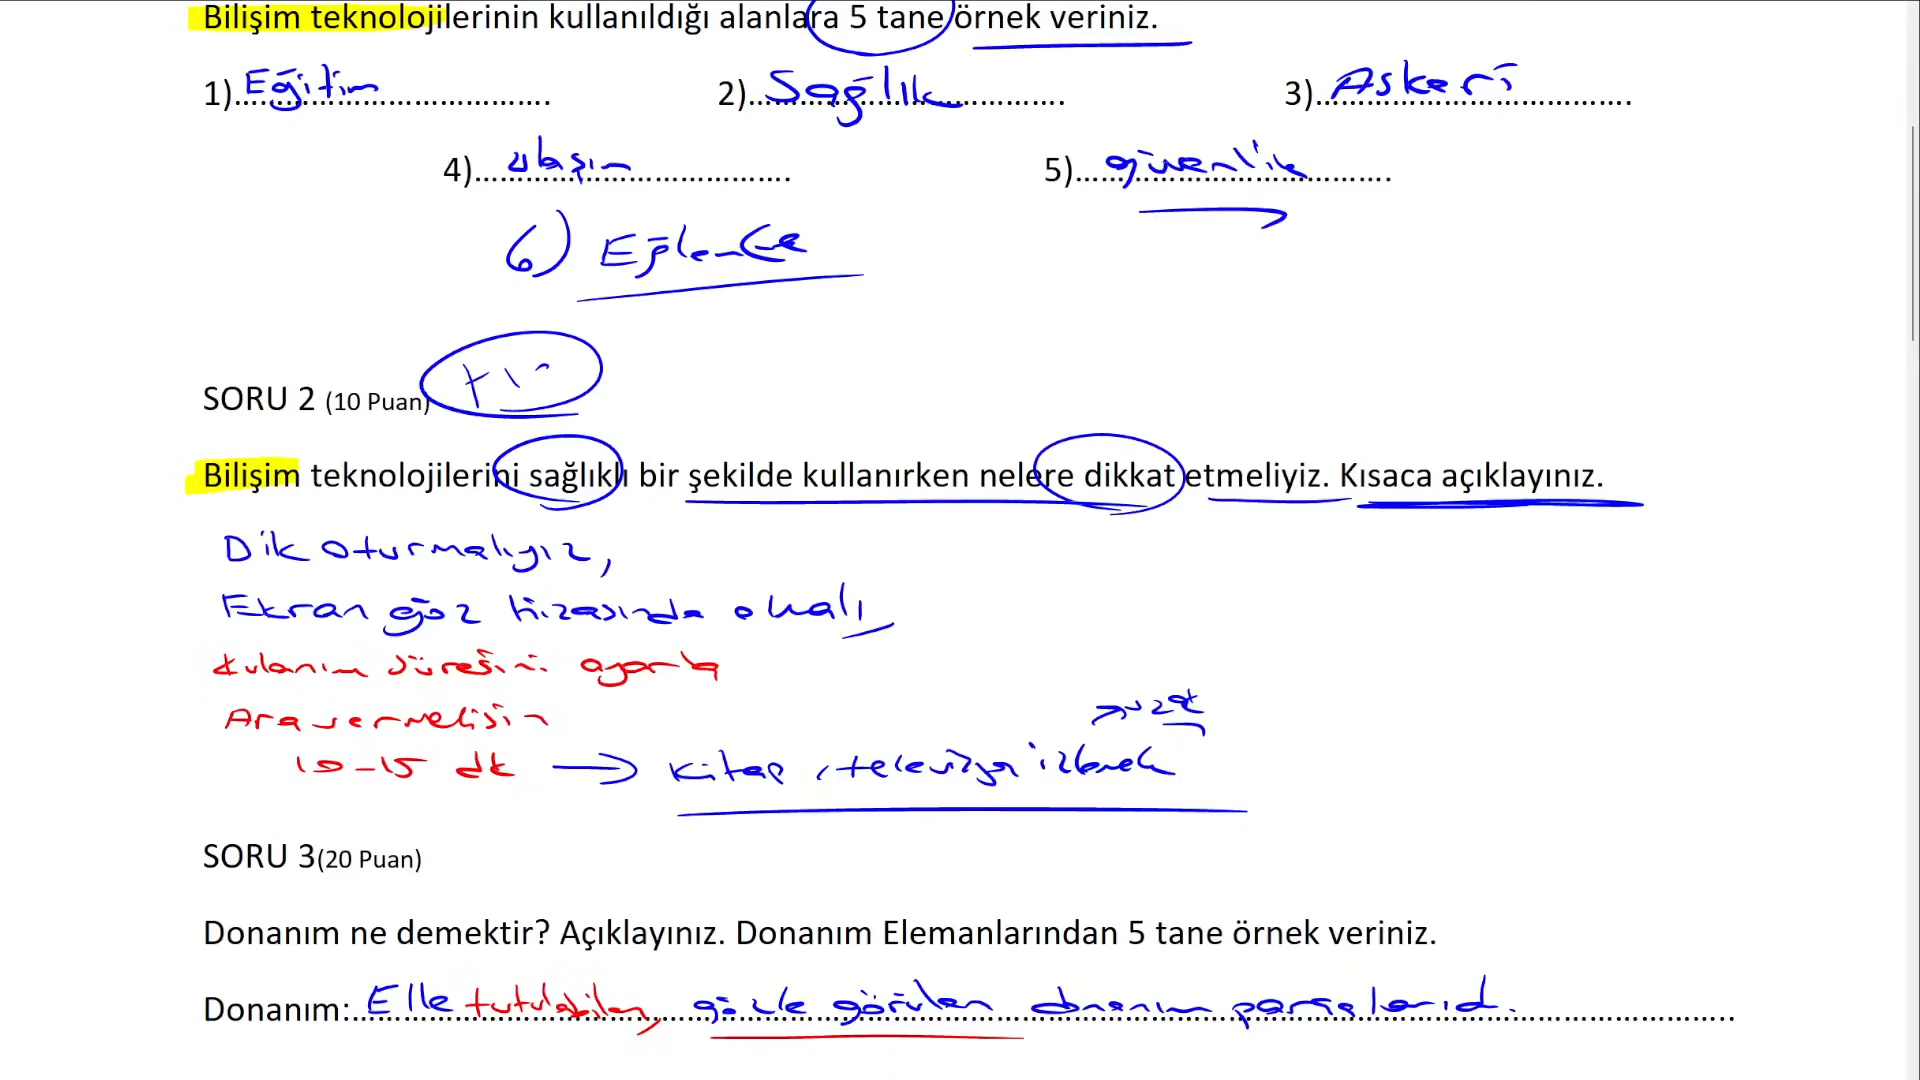 Bilişim teknolojilerinin kullanıldığı alanlara 5 tane örnek veriniz.
1) Eğitim 2) Sağlık 3) Askeri
4) ulaşım 5) güvenlik
6) Eğlence
+10
SORU 2 (10 Puan)
Bilişim teknolojilerini sağlıklı bir şekilde kullanırken nelere dikkat etmeliyiz. Kısaca açıklayınız.
Dik oturmalıyız,
Ekran göz hizasında olmalı
süresini
Ara vermelisin
10-15 dk → kitap, televizyon izlemek
SORU 3(20 Puan)
Donanım ne demektir? Açıklayınız. Donanım Elemanlarından 5 tane örnek veriniz.
Donanım: Elle tutulabilen, gözle görülen donanım parçalarıd.